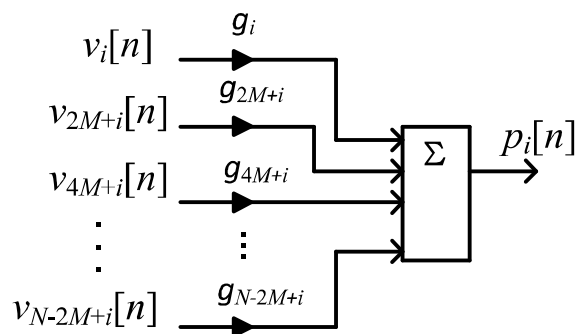 g_i
v_i[n]
g_{2M+i}
v_{2M+i}[n]
Σ
p_i[n]
g_{4M+i}
v_{4M+i}[n]
g_{N-2M+i}
v_{N-2M+i}[n]